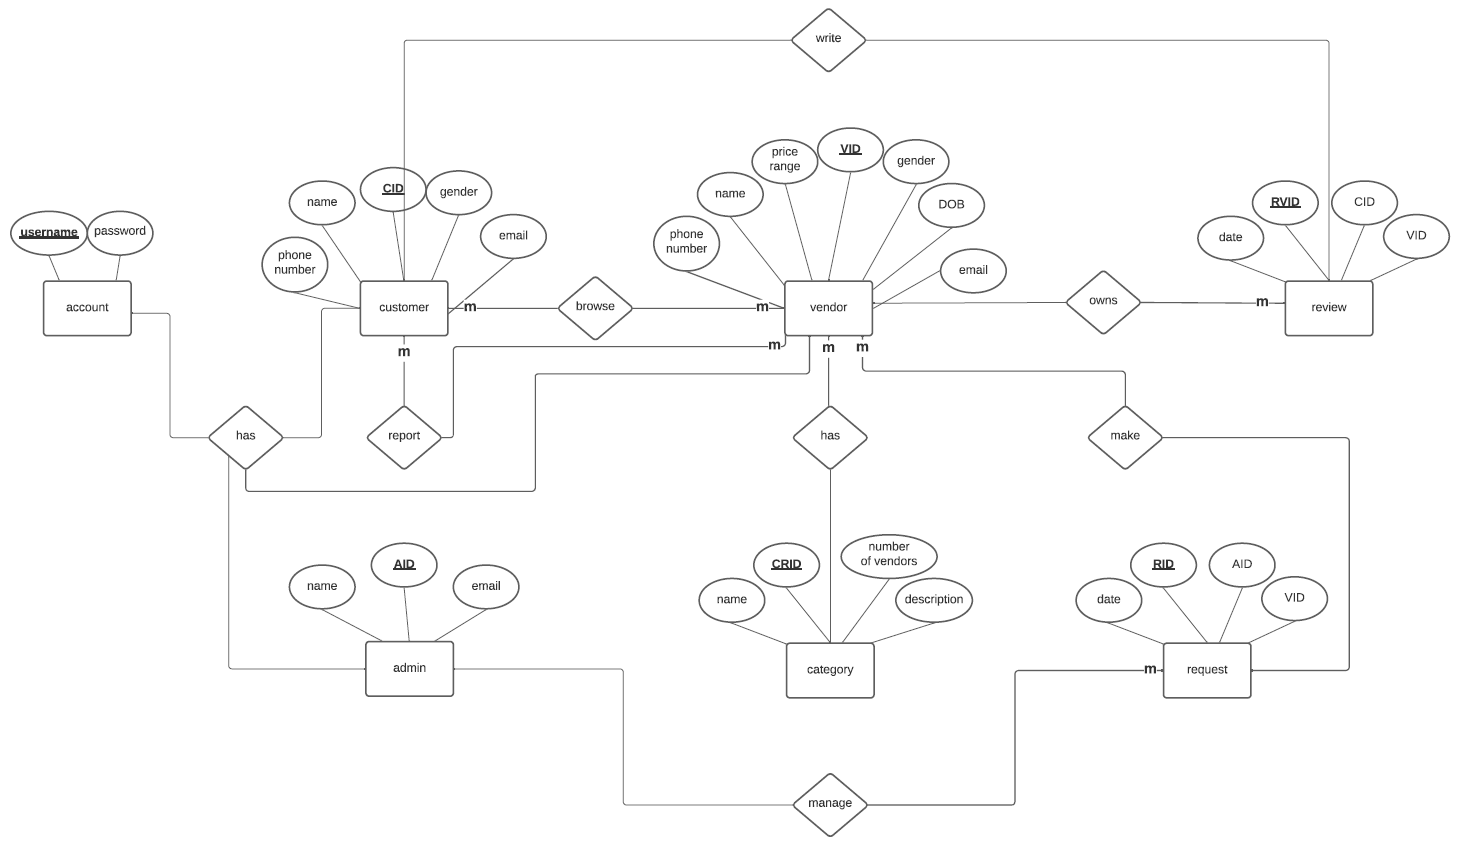 write
VID
price
range
gender
name
DOB
phone
number
email
CID
gender
name
email
phone
number
username
password
RVID
CID
date
VID
account
customer
m
browse
m
vendor
owns
m
review
m
m
m
m
has
report
has
make
AID
name
email
number
of vendors
CRID
name
description
RID
AID
date
VID
admin
category
m
request
manage